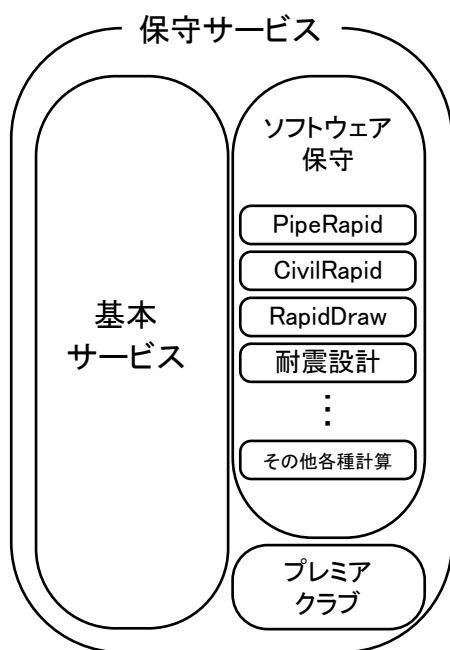 保守サービス
基本
サービス
ソフトウェア
保守
PipeRapid
CivilRapid
RapidDraw
耐震設計
⋮
その他各種計算
プレミア
クラブ